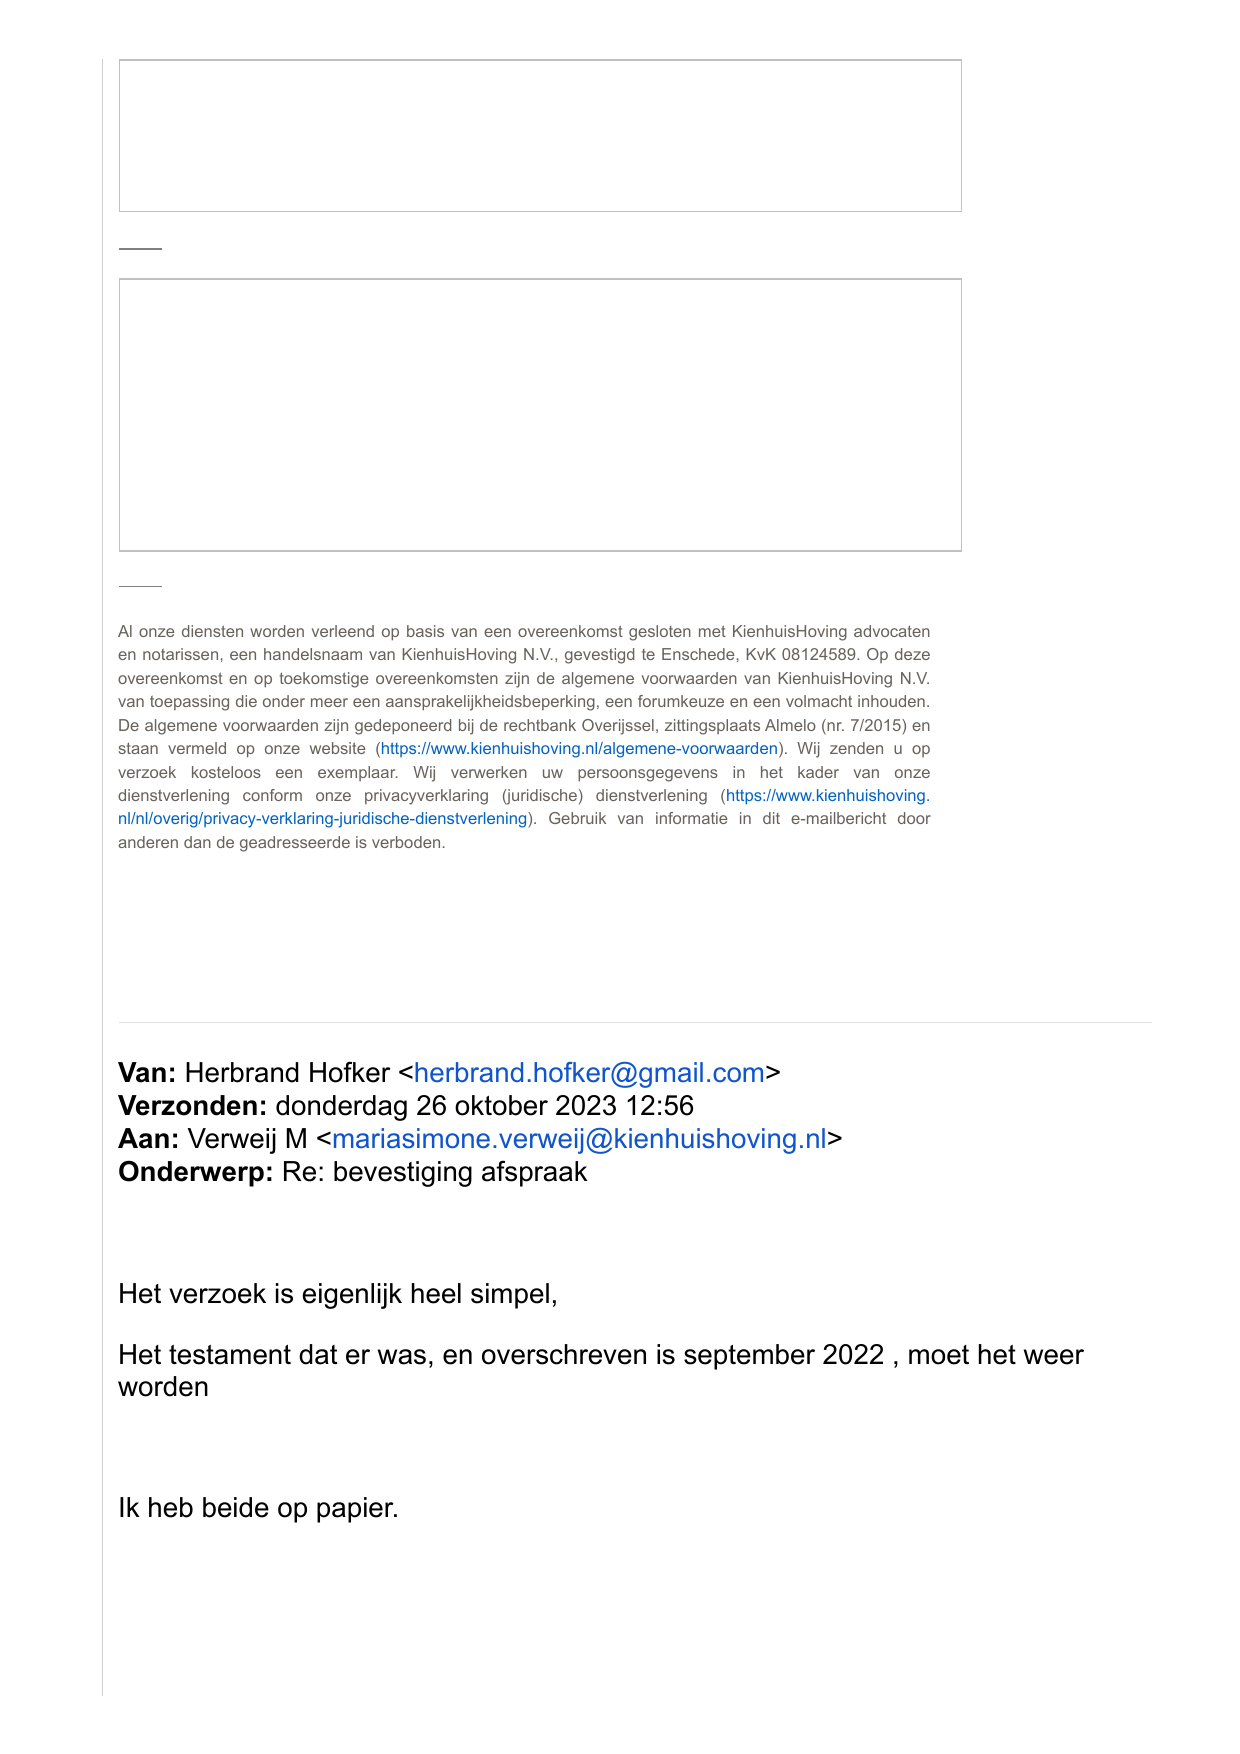 Al onze diensten worden verleend op basis van een overeenkomst gesloten met KienhuisHoving advocaten
en notarissen, een handelsnaam van KienhuisHoving N.V., gevestigd te Enschede, KvK 08124589. Op deze
overeenkomst en op toekomstige overeenkomsten zijn de algemene voorwaarden van KienhuisHoving N.V.
van toepassing die onder meer een aansprakelijkheidsbeperking, een forumkeuze en een volmacht inhouden.
De algemene voorwaarden zijn gedeponeerd bij de rechtbank Overijssel, zittingsplaats Almelo (nr. 7/2015) en
staan vermeld op onze website (https://www.kienhuishoving.nl/algemene-voorwaarden). Wij zenden u op
verzoek kosteloos een exemplaar. Wij verwerken uw persoonsgegevens in het kader van onze
dienstverlening conform onze privacyverklaring (juridische) dienstverlening (https://www.kienhuishoving.
nl/nl/overig/privacy-verklaring-juridische-dienstverlening). Gebruik van informatie in dit e-mailbericht door
anderen dan de geadresseerde is verboden.
Van: Herbrand Hofker <herbrand.hofker@gmail.com>
Verzonden: donderdag 26 oktober 2023 12:56
Aan: Verweij M <mariasimone.verweij@kienhuishoving.nl>
Onderwerp: Re: bevestiging afspraak
Het verzoek is eigenlijk heel simpel,
Het testament dat er was, en overschreven is september 2022 , moet het weer
worden
Ik heb beide op papier.